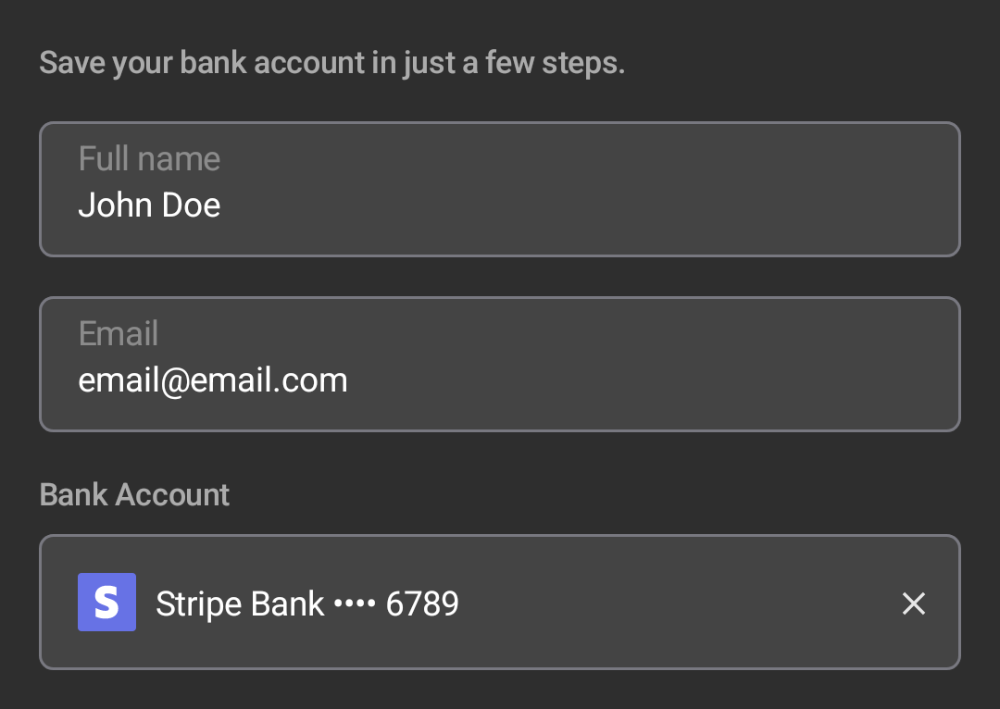 Save your bank account in just a few steps.
Full name
John Doe
Email
email@email.com
Bank Account
S Stripe Bank •••• 6789